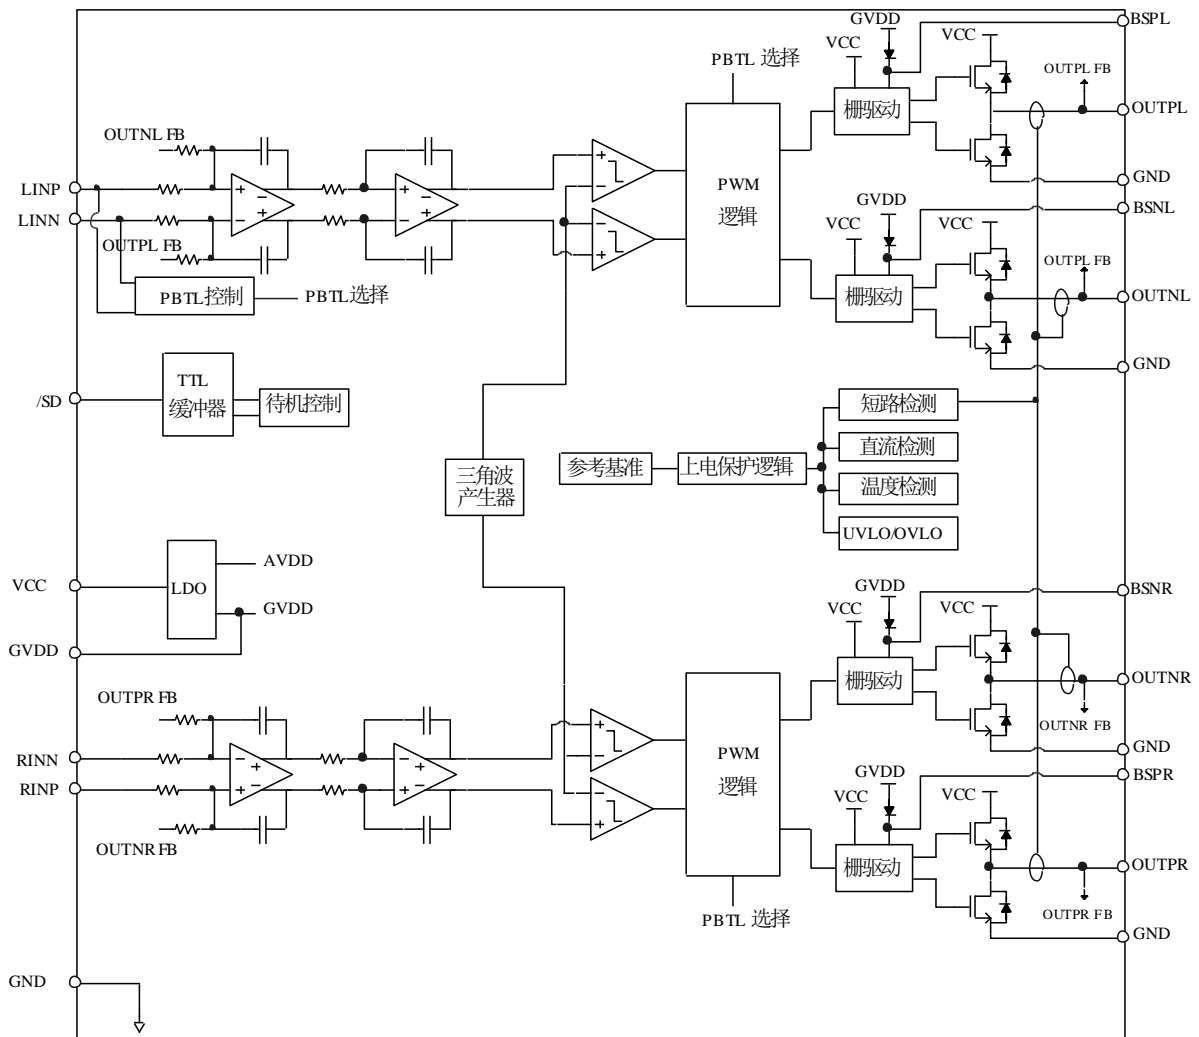 GVDD
BSPL
VCC
VCC
PBTL 选择
OUTPL FB
栅驱动
OUTPL
OUTNL FB
LINP
PWM
逻辑
GND
BSNL
LINN
GVDD
VCC
VCC
OUTPL FB
OUTPL FB
PBTL控制
PBTL选择
栅驱动
OUTNL
GND
TTL
缓冲器
/SD
待机控制
短路检测
直流检测
参考基准
上电保护逻辑
三角波
产生器
温度检测
UVLO/OVLO
AVDD
VCC
LDO
GVDD
GVDD
GVDD
BSNR
VCC
VCC
栅驱动
OUTNR
OUTPR FB
OUTNR FB
RINN
PWM
逻辑
GND
RINP
GVDD
BSPR
VCC
VCC
OUTNR FB
栅驱动
OUTPR
PBTL 选择
OUTPR FB
GND
GND